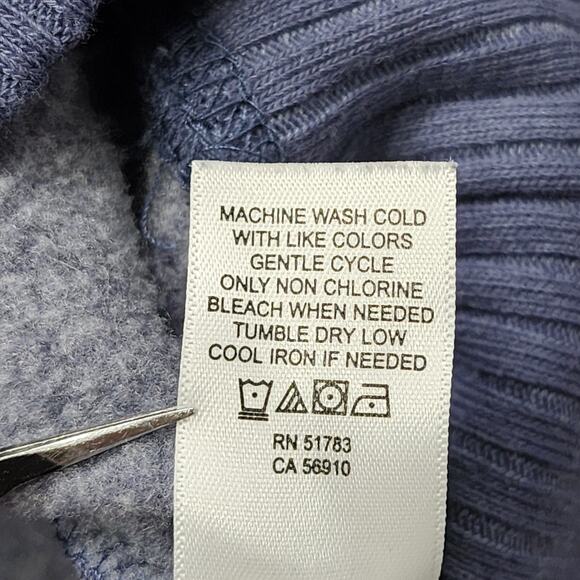 MACHINE WASH COLD
WITH LIKE COLORS
GENTLE CYCLE
ONLY NON CHLORINE
BLEACH WHEN NEEDED
TUMBLE DRY LOW
COOL IRON IF NEEDED
RN 51783
CA 56910